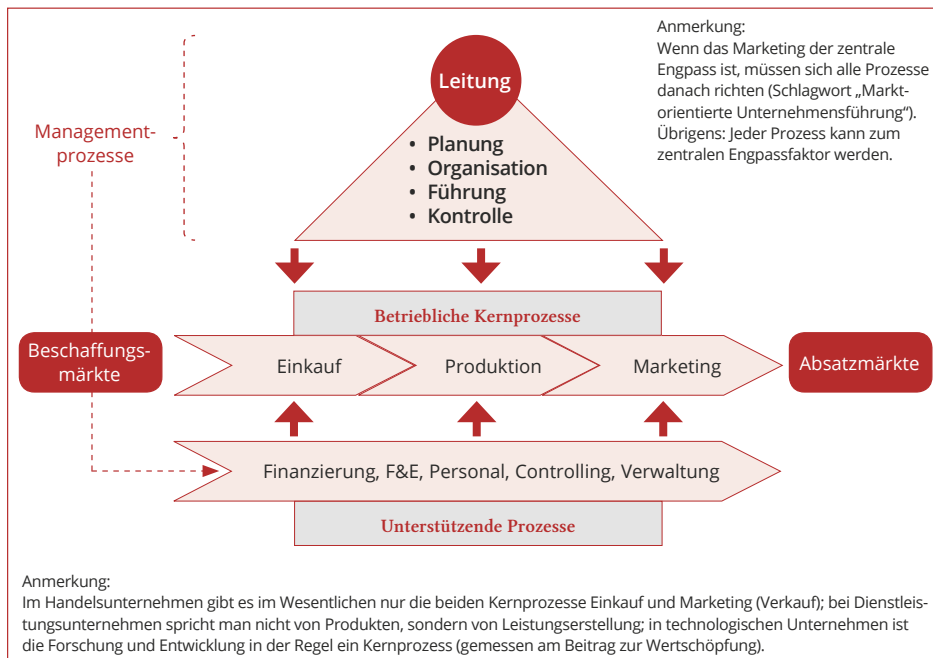 Anmerkung:
Wenn das Marketing der zentrale
Engpass ist, müssen sich alle Prozesse
danach richten (Schlagwort „Markt-
orientierte Unternehmensführung“).
Übrigens: Jeder Prozess kann zum
zentralen Engpassfaktor werden.
Leitung
Management-
prozesse
• Planung
• Organisation
• Führung
• Kontrolle
Betriebliche Kernprozesse
Beschaffungs-
märkte
Einkauf
Produktion
Marketing
Absatzmärkte
Finanzierung, F&E, Personal, Controlling, Verwaltung
Unterstützende Prozesse
Anmerkung:
Im Handelsunternehmen gibt es im Wesentlichen nur die beiden Kernprozesse Einkauf und Marketing (Verkauf); bei Dienstleis-
tungsunternehmen spricht man nicht von Produkten, sondern von Leistungserstellung; in technologischen Unternehmen ist
die Forschung und Entwicklung in der Regel ein Kernprozess (gemessen am Beitrag zur Wertschöpfung).